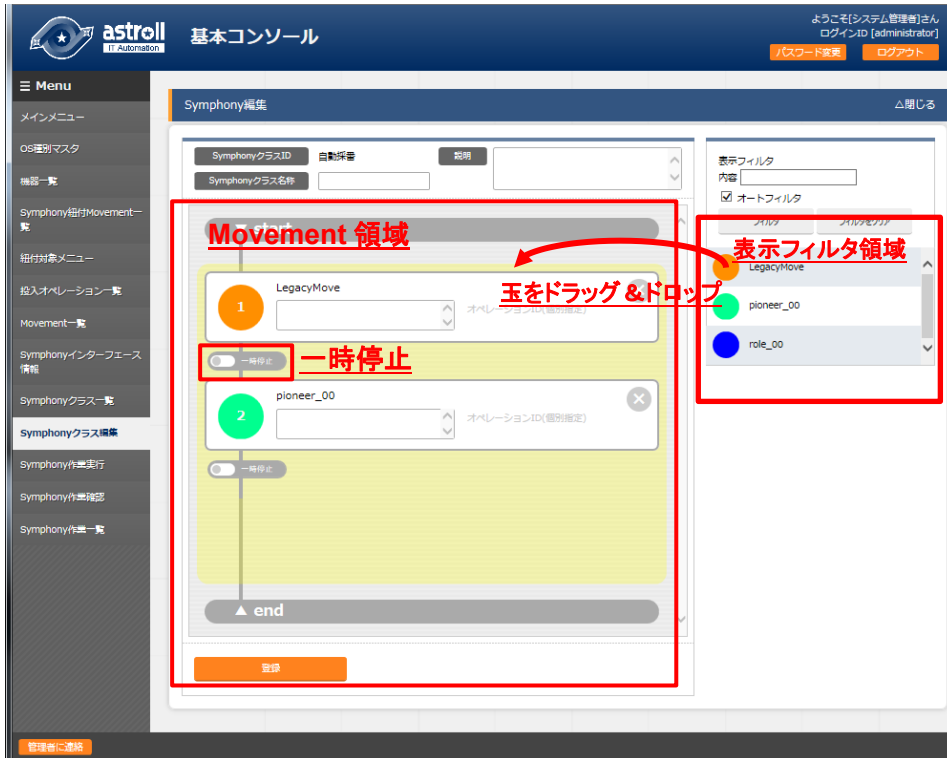 astroll
IT Automation
基本コンソール
ようこそ[システム管理者]さん
ログインID [administrator]
パスワード変更
ログアウト
☰ Menu
メインメニュー
OS種別マスタ
機器一覧
Symphony紐付Movement一
覧
紐付対象メニュー
投入オペレーション一覧
Movement一覧
Symphonyインターフェース
情報
Symphonyクラス一覧
Symphonyクラス編集
Symphony作業実行
Symphony作業確認
Symphony作業一覧
Symphony編集
△閉じる
SymphonyクラスID
自動採番
説明
Symphonyクラス名称
表示フィルタ
内容
オートフィルタ
フィルタ
フィルタをクリア
▼ start
Movement 領域
表示フィルタ領域
玉をドラッグ&ドロップ
1
LegacyMove
オペレーションID(個別指定)
一時停止
一時停止
2
pioneer_00
オペレーションID(個別指定)
一時停止
▲ end
登録
LegacyMove
pioneer_00
role_00
管理者に連絡